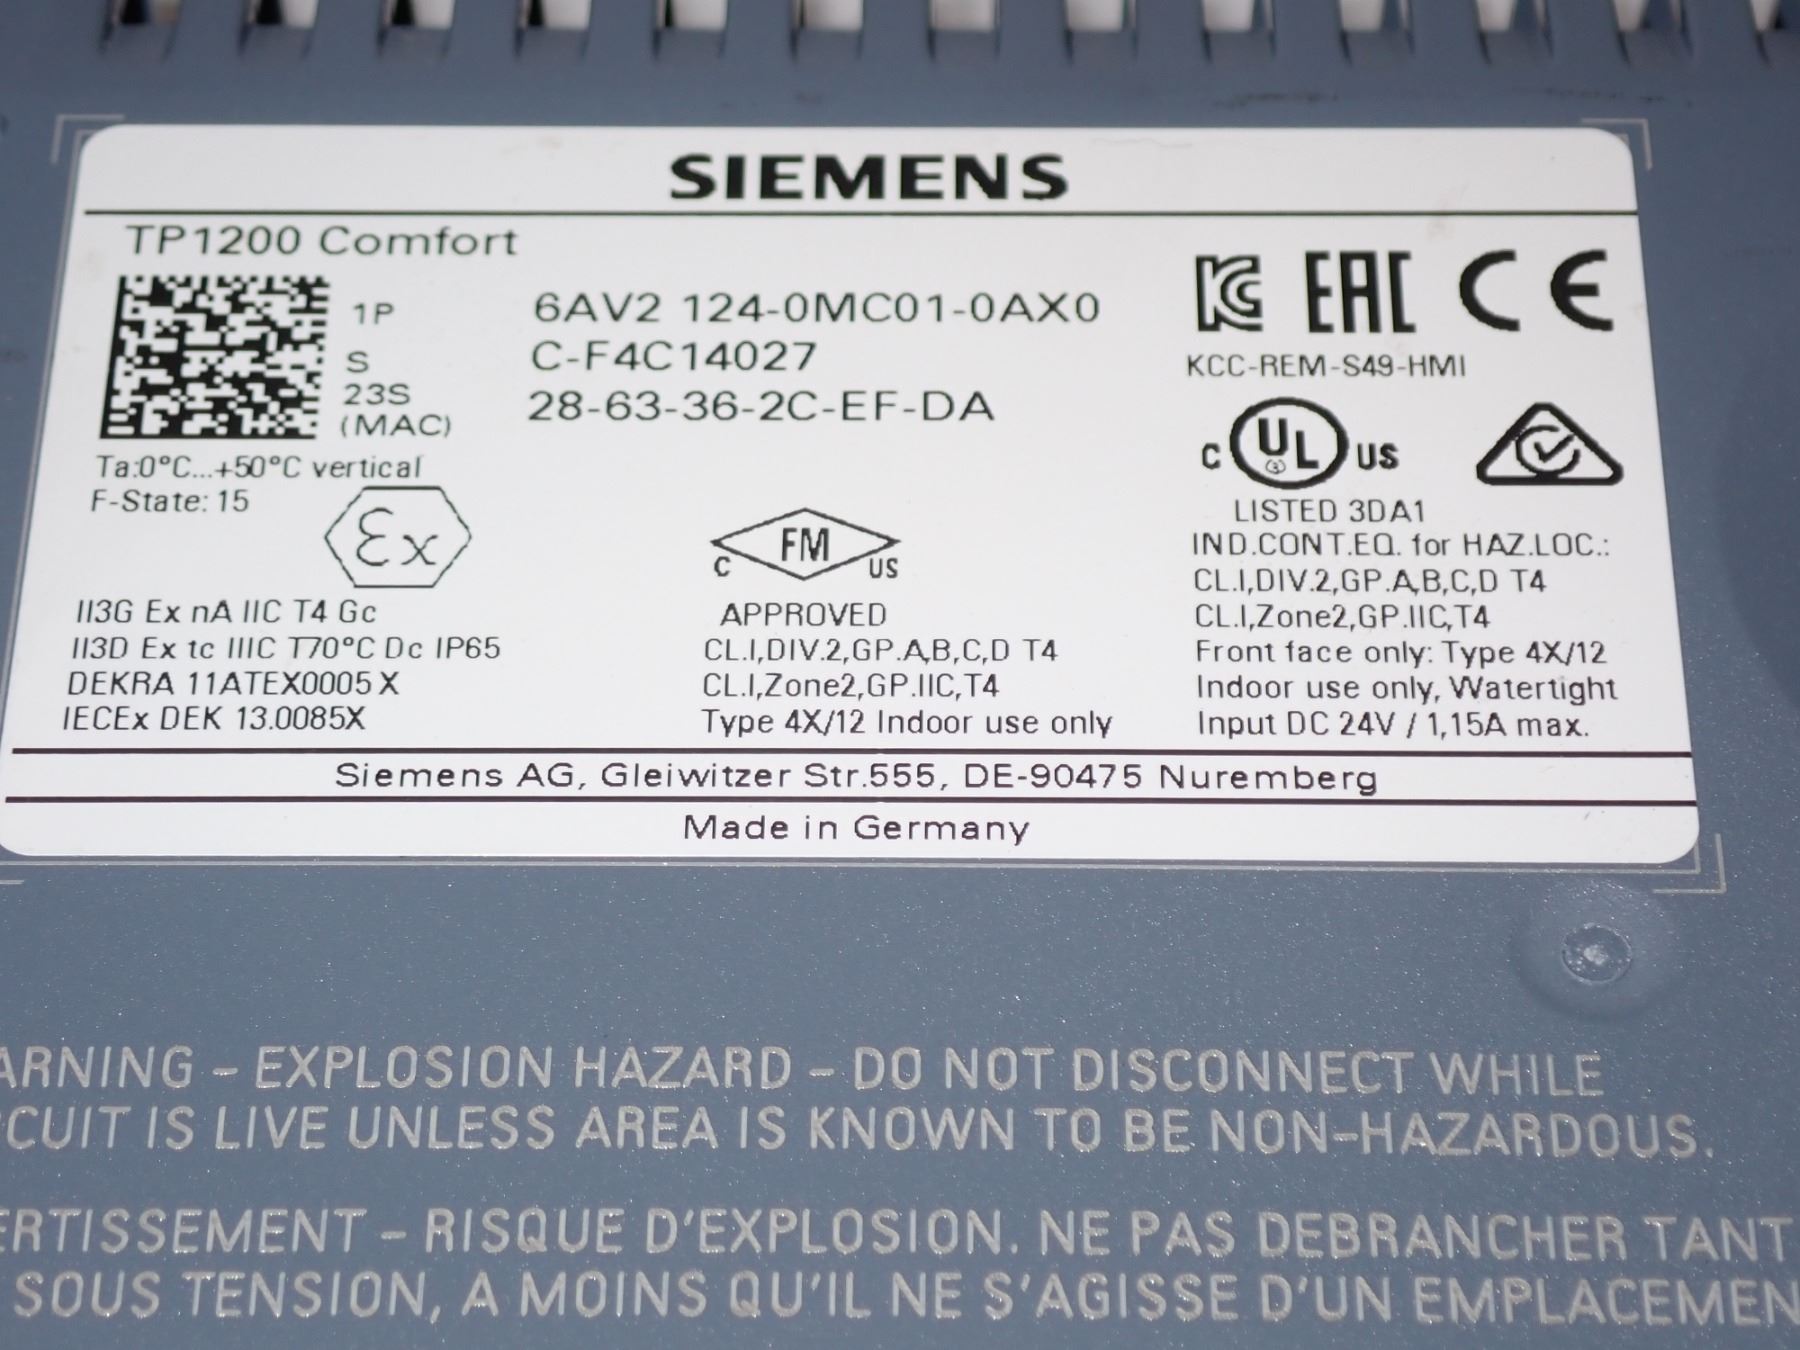 SIEMENS
TP1200 Comfort
1P 6AV2 124-0MC01-0AX0
S C-F4C14027
23S 28-63-36-2C-EF-DA
(MAC)
Ta:0°C...+50°C vertical
F-State: 15
Ex
II3G Ex nA IIC T4 Gc
II3D Ex tc IIIC T70°C Dc IP65
DEKRA 11ATEX0005 X
IECEx DEK 13.0085X
FM
C US
APPROVED
CL.I,DIV.2,GP.A,B,C,D T4
CL.I,Zone2,GP.IIC,T4
Type 4X/12 Indoor use only
KC EAC CE
KCC-REM-S49-HMI
C UL US
LISTED 3DA1
IND.CONT.EQ. for HAZ.LOC.:
CL.I,DIV.2,GP.A,B,C,D T4
CL.I,Zone2,GP.IIC,T4
Front face only: Type 4X/12
Indoor use only, Watertight
Input DC 24V / 1,15A max.
Siemens AG, Gleiwitzer Str.555, DE-90475 Nuremberg
Made in Germany
ARNING - EXPLOSION HAZARD - DO NOT DISCONNECT WHILE
CUIT IS LIVE UNLESS AREA IS KNOWN TO BE NON-HAZARDOUS.
ERTISSEMENT - RISQUE D'EXPLOSION. NE PAS DEBRANCHER TANT
SOUS TENSION, A MOINS QU'IL NE S'AGISSE D'UN EMPLACEMEN